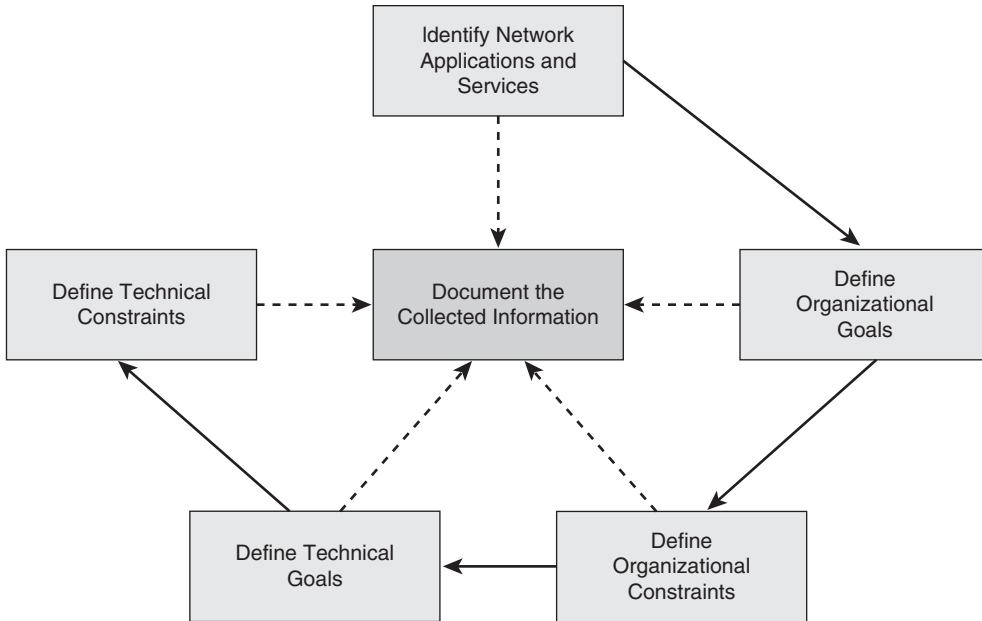 Identify Network
Applications and
Services
Define Technical
Constraints
Document the
Collected Information
Define
Organizational
Goals
Define Technical
Goals
Define
Organizational
Constraints